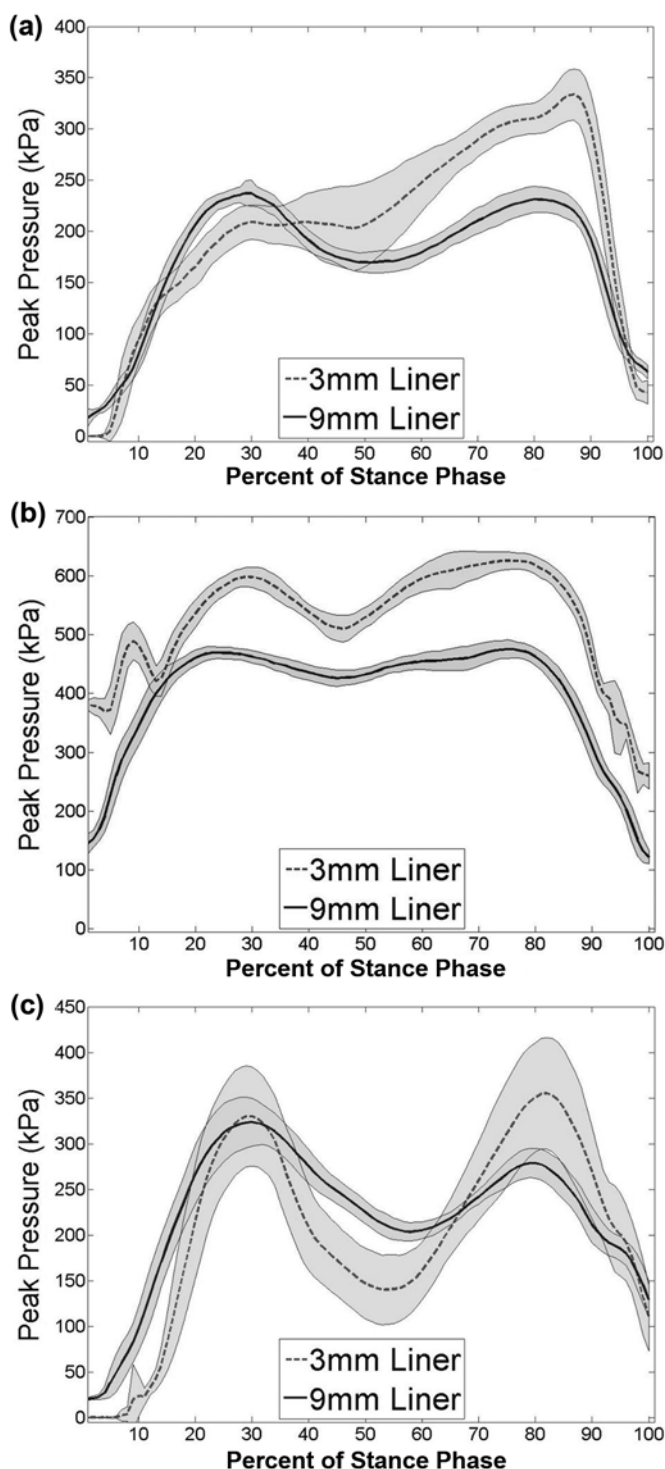 (a)
400
350
300
250
200
150
100
50
0
Peak Pressure (kPa)
3mm Liner
9mm Liner
10 20 30 40 50 60 70 80 90 100
Percent of Stance Phase
(b)
700
600
500
400
300
200
100
0
Peak Pressure (kPa)
3mm Liner
9mm Liner
10 20 30 40 50 60 70 80 90 100
Percent of Stance Phase
(c)
450
400
350
300
250
200
150
100
50
0
Peak Pressure (kPa)
3mm Liner
9mm Liner
10 20 30 40 50 60 70 80 90 100
Percent of Stance Phase